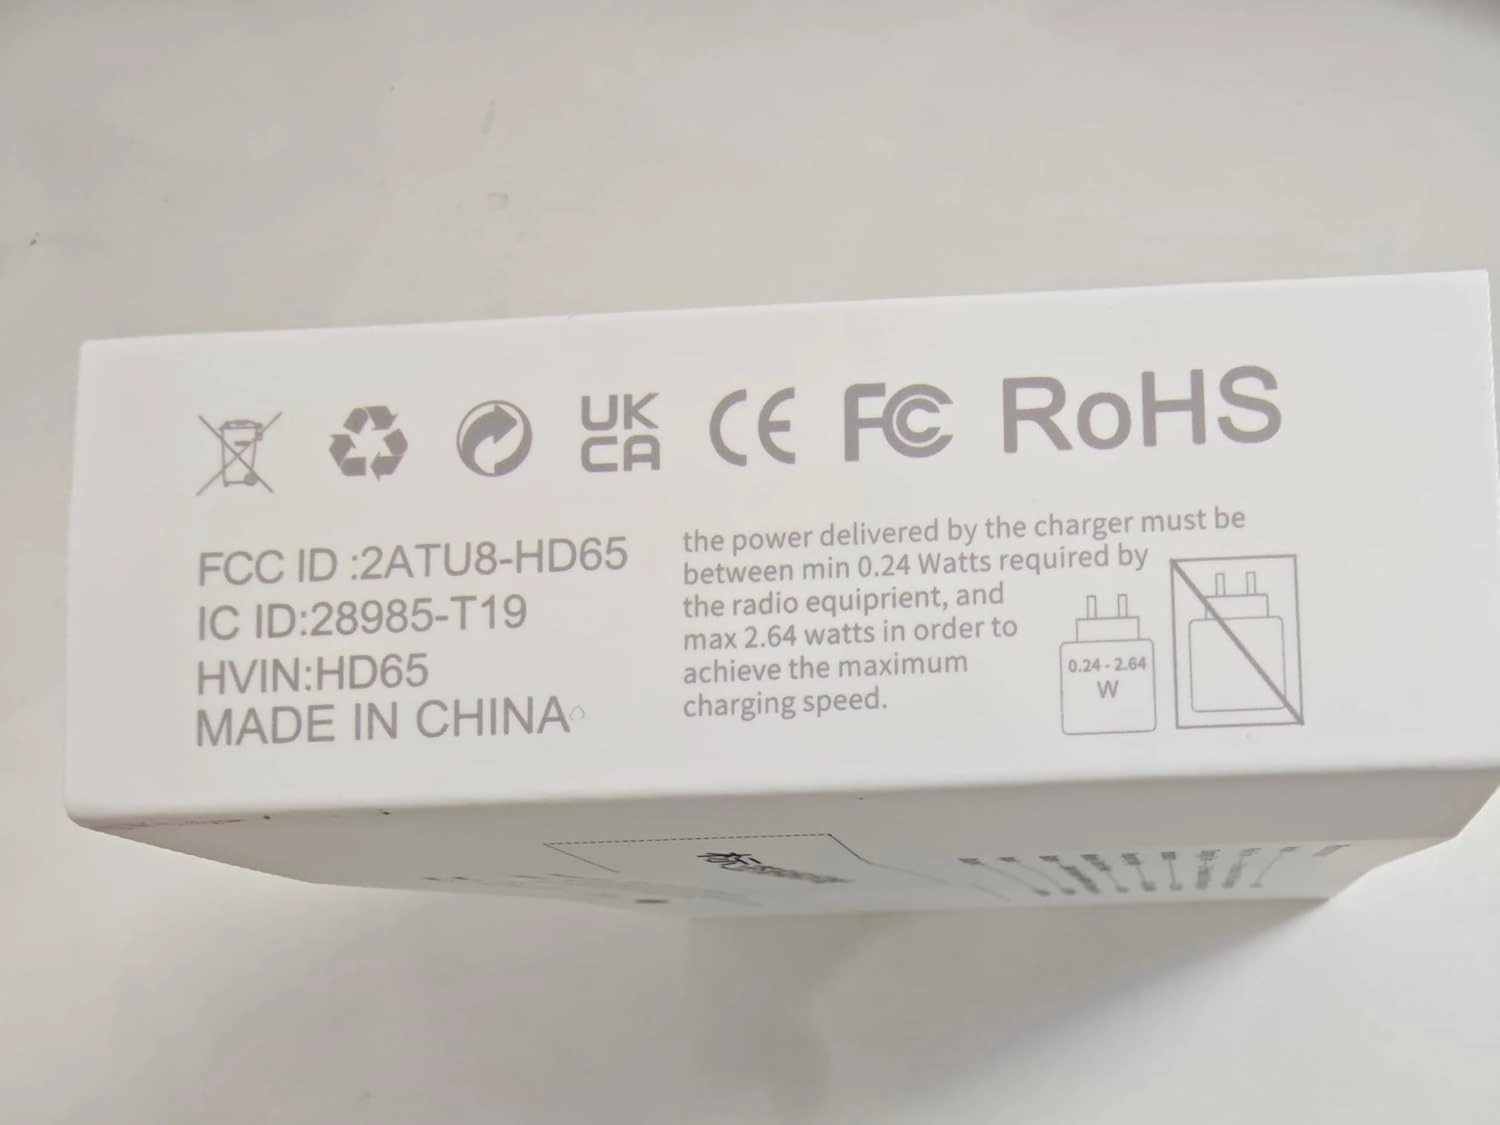 UK
CA
CE
FC
RoHS
FCC ID :2ATU8-HD65
IC ID:28985-T19
HVIN:HD65
MADE IN CHINA
the power delivered by the charger must be
between min 0.24 Watts required by
the radio equiprient, and
max 2.64 watts in order to
achieve the maximum
charging speed.
0.24 - 2.64
W